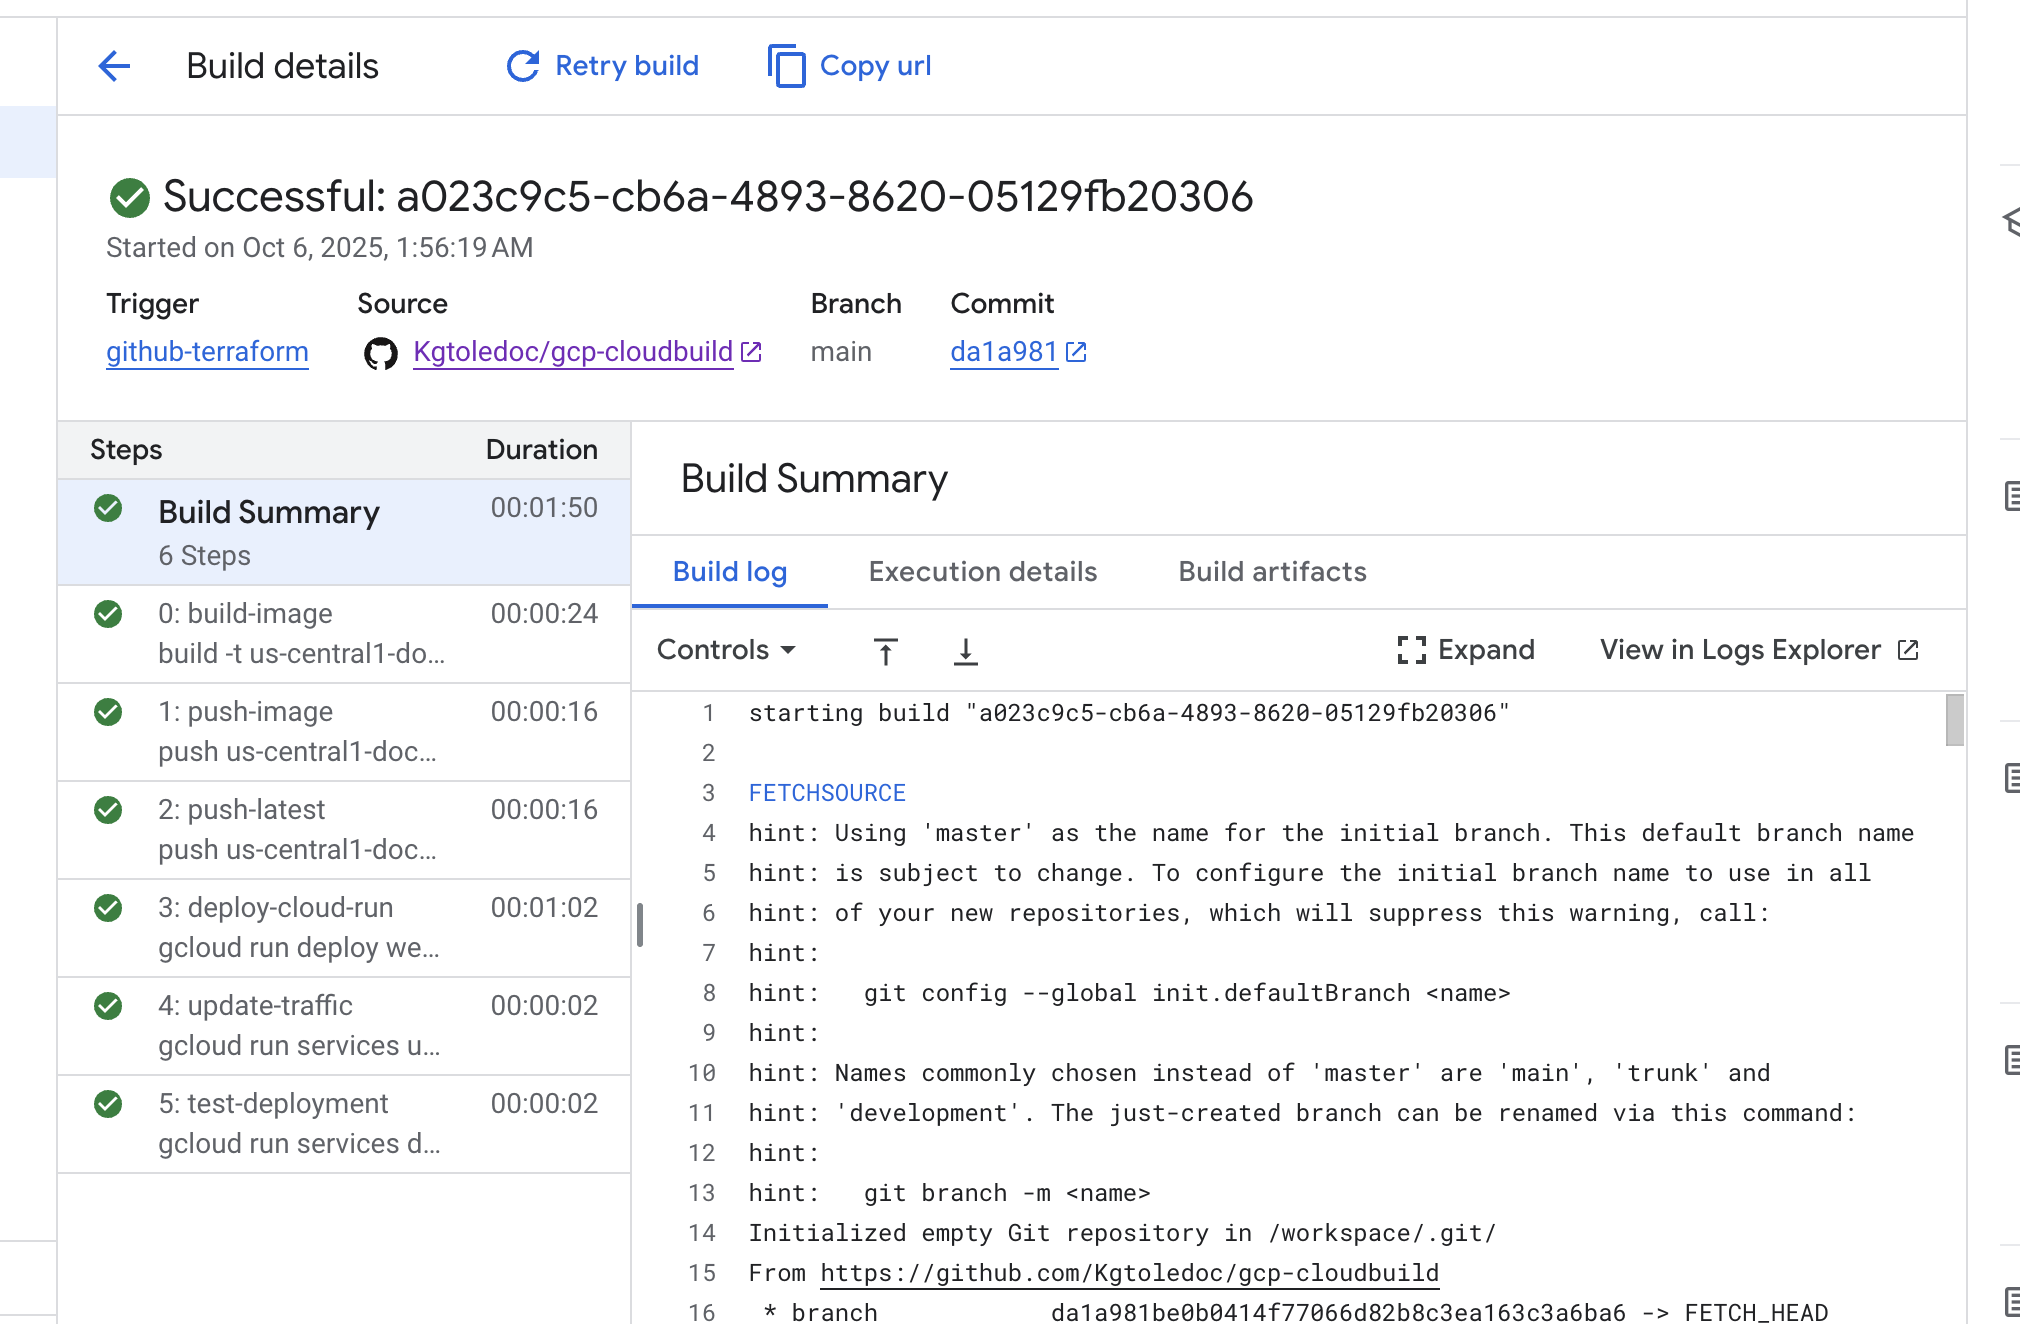 Build details
Retry build
Copy url
Successful: a023c9c5-cb6a-4893-8620-05129fb20306
Started on Oct 6, 2025, 1:56:19 AM
Trigger
Source
Branch
Commit
github-terraform
Kgtoledoc/gcp-cloudbuild
main
da1a981
Steps
Duration
Build Summary
00:01:50
6 Steps
0: build-image
00:00:24
build -t us-central1-do...
1: push-image
00:00:16
push us-central1-doc...
2: push-latest
00:00:16
push us-central1-doc...
3: deploy-cloud-run
00:01:02
gcloud run deploy we...
4: update-traffic
00:00:02
gcloud run services u...
5: test-deployment
00:00:02
gcloud run services d...
Build Summary
Build log
Execution details
Build artifacts
Controls
Expand
View in Logs Explorer
1 starting build "a023c9c5-cb6a-4893-8620-05129fb20306"
2
3 FETCHSOURCE
4 hint: Using 'master' as the name for the initial branch. This default branch name
5 hint: is subject to change. To configure the initial branch name to use in all
6 hint: of your new repositories, which will suppress this warning, call:
7 hint:
8 hint:   git config --global init.defaultBranch <name>
9 hint:
10 hint: Names commonly chosen instead of 'master' are 'main', 'trunk' and
11 hint: 'development'. The just-created branch can be renamed via this command:
12 hint:
13 hint:   git branch -m <name>
14 Initialized empty Git repository in /workspace/.git/
15 From https://github.com/Kgtoledoc/gcp-cloudbuild
16  * branch            da1a981be0b0414f77066d82b8c3ea163c3a6ba6 -> FETCH_HEAD